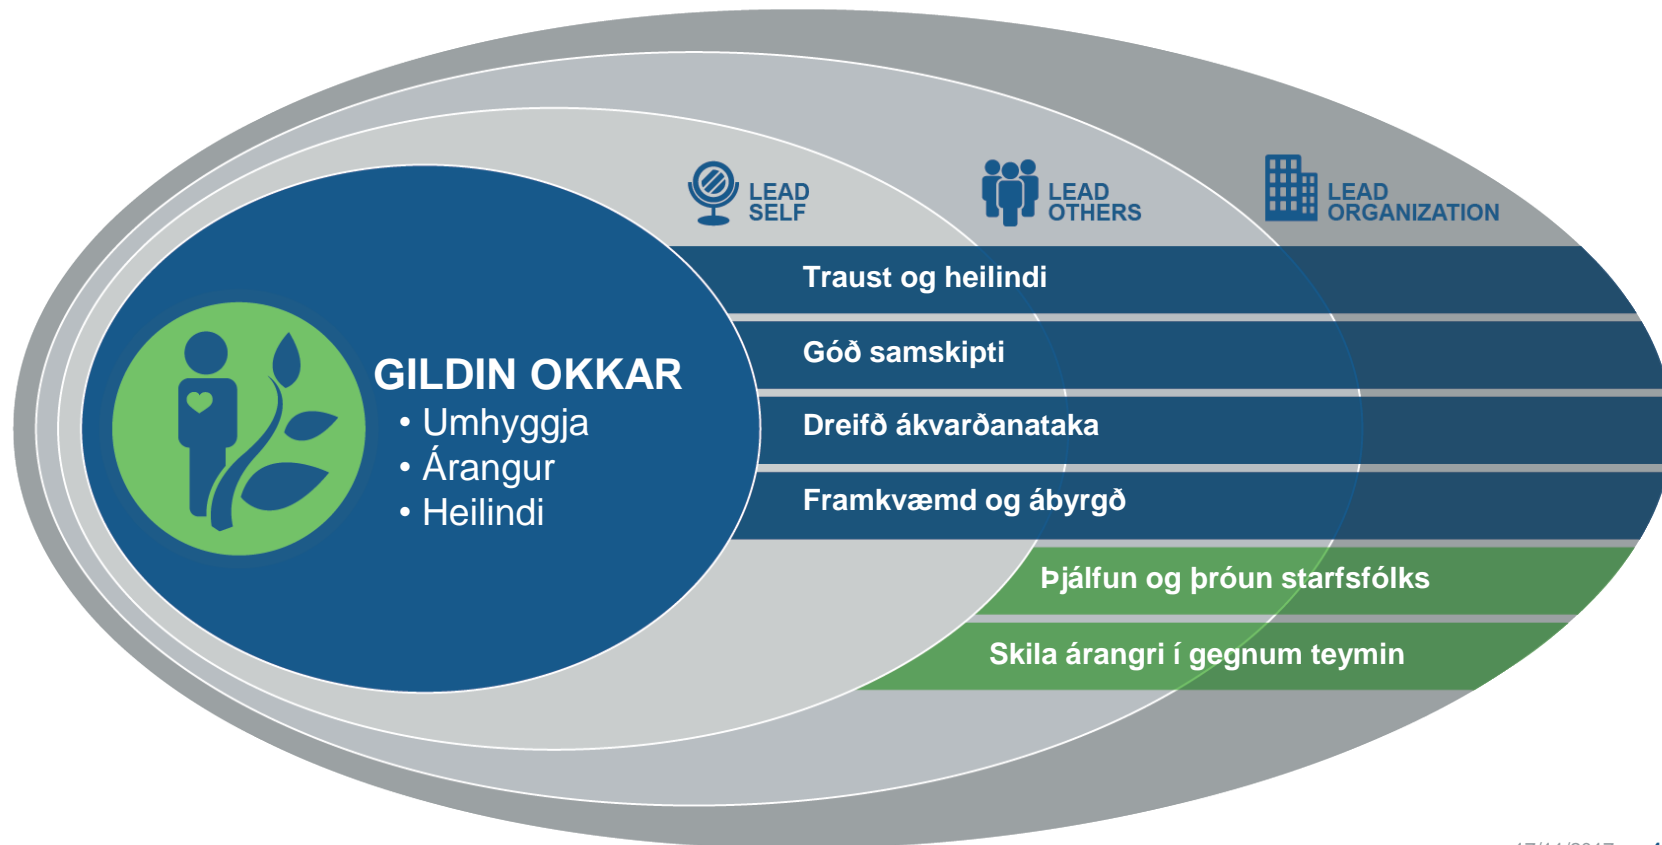 LEAD
SELF
LEAD
OTHERS
LEAD
ORGANIZATION
GILDIN OKKAR
• Umhyggja
• Árangur
• Heilindi
Traust og heilindi
Góð samskipti
Dreifð ákvarðanataka
Framkvæmd og ábyrgð
Þjálfun og þróun starfsfólks
Skila árangri í gegnum teymin